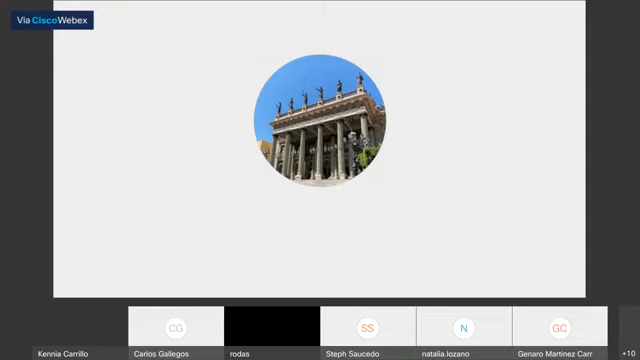 Via CiscoWebex
CG
SS
N
GC
Kennia Carrillo
Carlos Gallegos
rodas
Steph Saucedo
natalia.lozano
Genaro Martinez Carr
+10